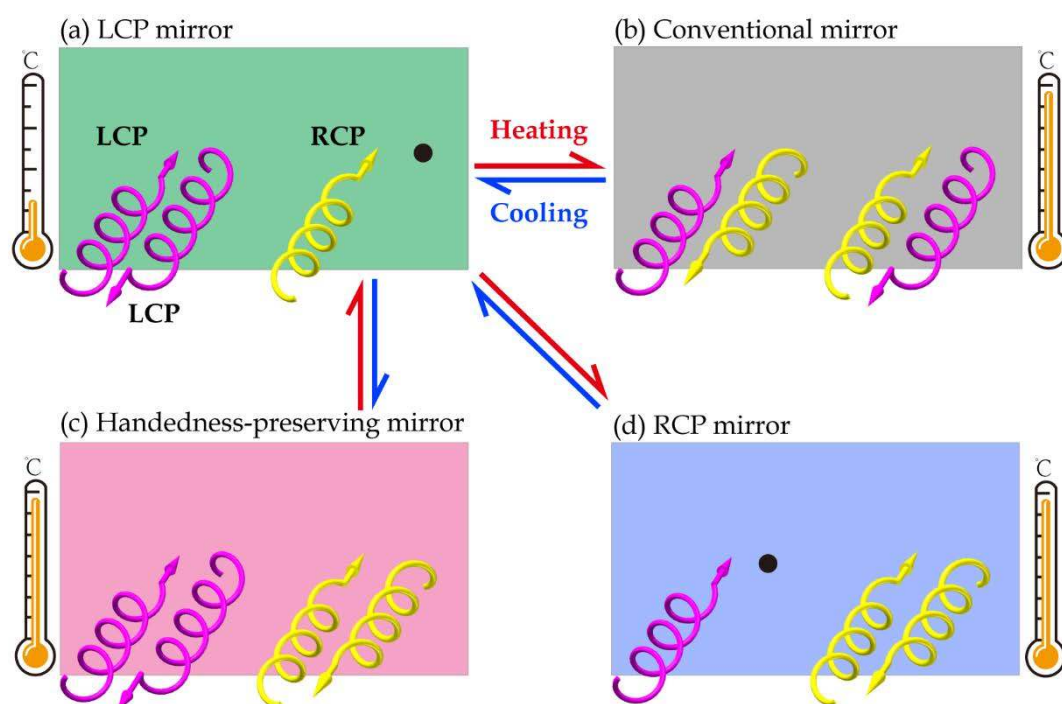 (a) LCP mirror
(b) Conventional mirror
°C
°C
LCP
RCP
Heating
Cooling
LCP
(c) Handedness-preserving mirror
(d) RCP mirror
°C
°C